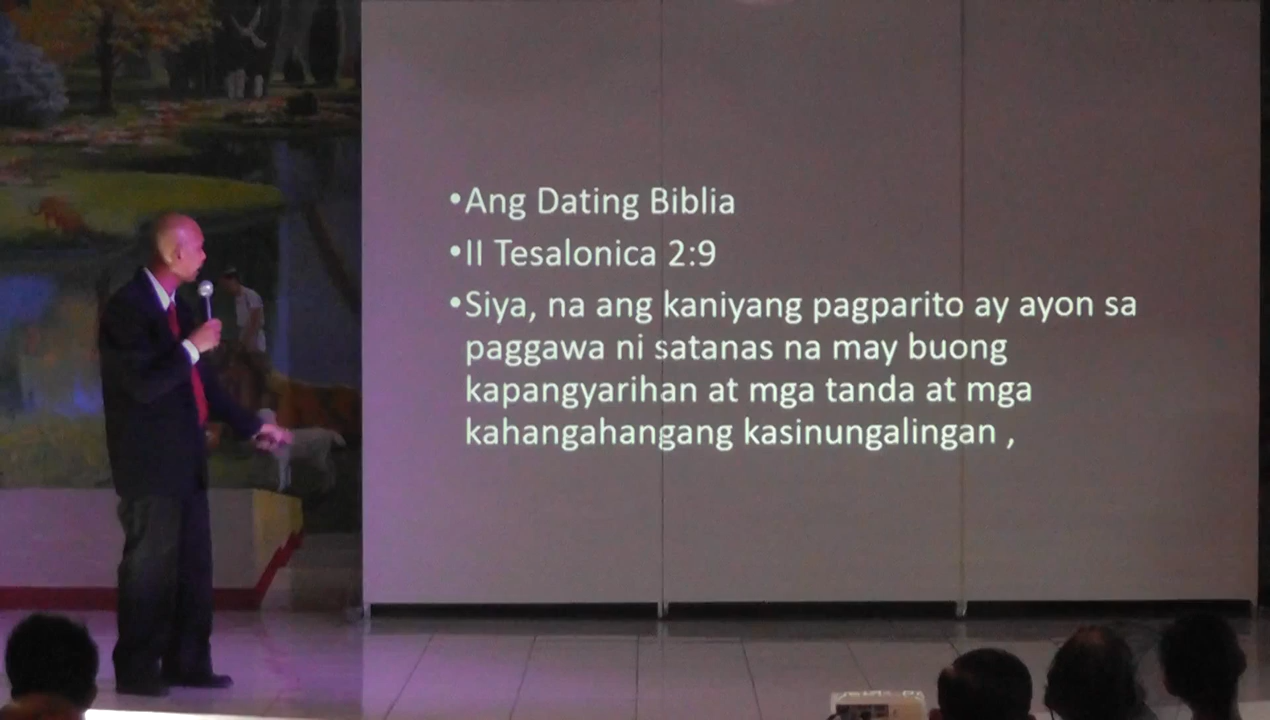 •Ang Dating Biblia
•II Tesalonica 2:9
•Siya, na ang kaniyang pagparito ay ayon sa
paggawa ni satanas na may buong
kapangyarihan at mga tanda at mga
kahangahangang kasinungalingan ,